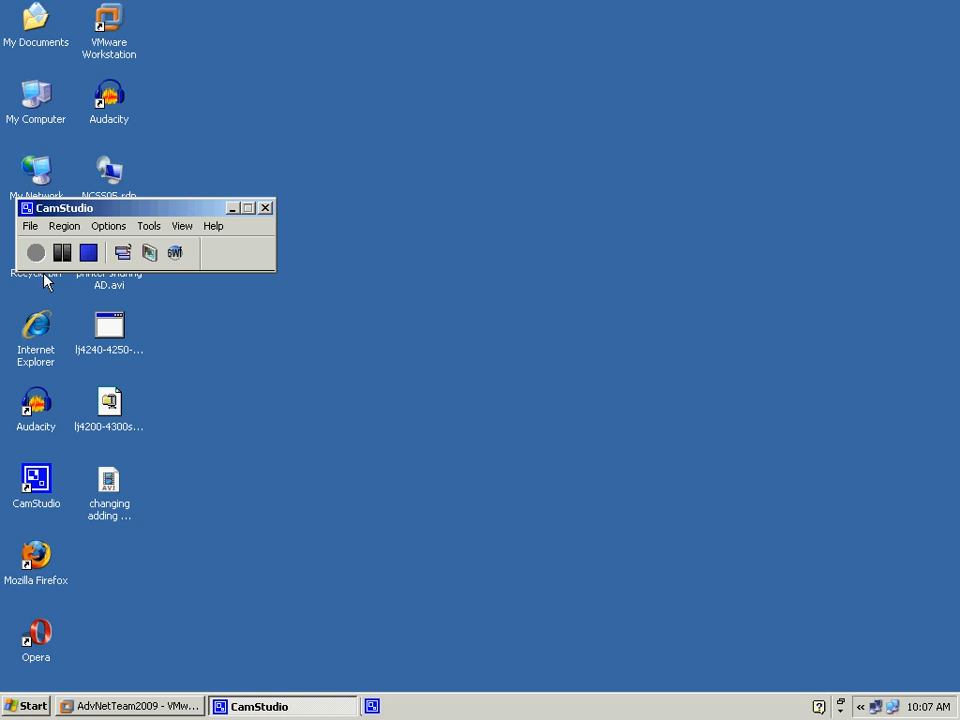 My Documents
VMware
Workstation
My Computer
Audacity
My Network
NCSS05.rdp
CamStudio
File Region Options Tools View Help
Recycle Bin
printer sharing
AD.avi
Internet
Explorer
lj4240-4250-...
Audacity
lj4200-4300s...
CamStudio
changing
adding ...
Mozilla Firefox
Opera
Start
AdvNetTeam2009 - VMw...
CamStudio
10:07 AM